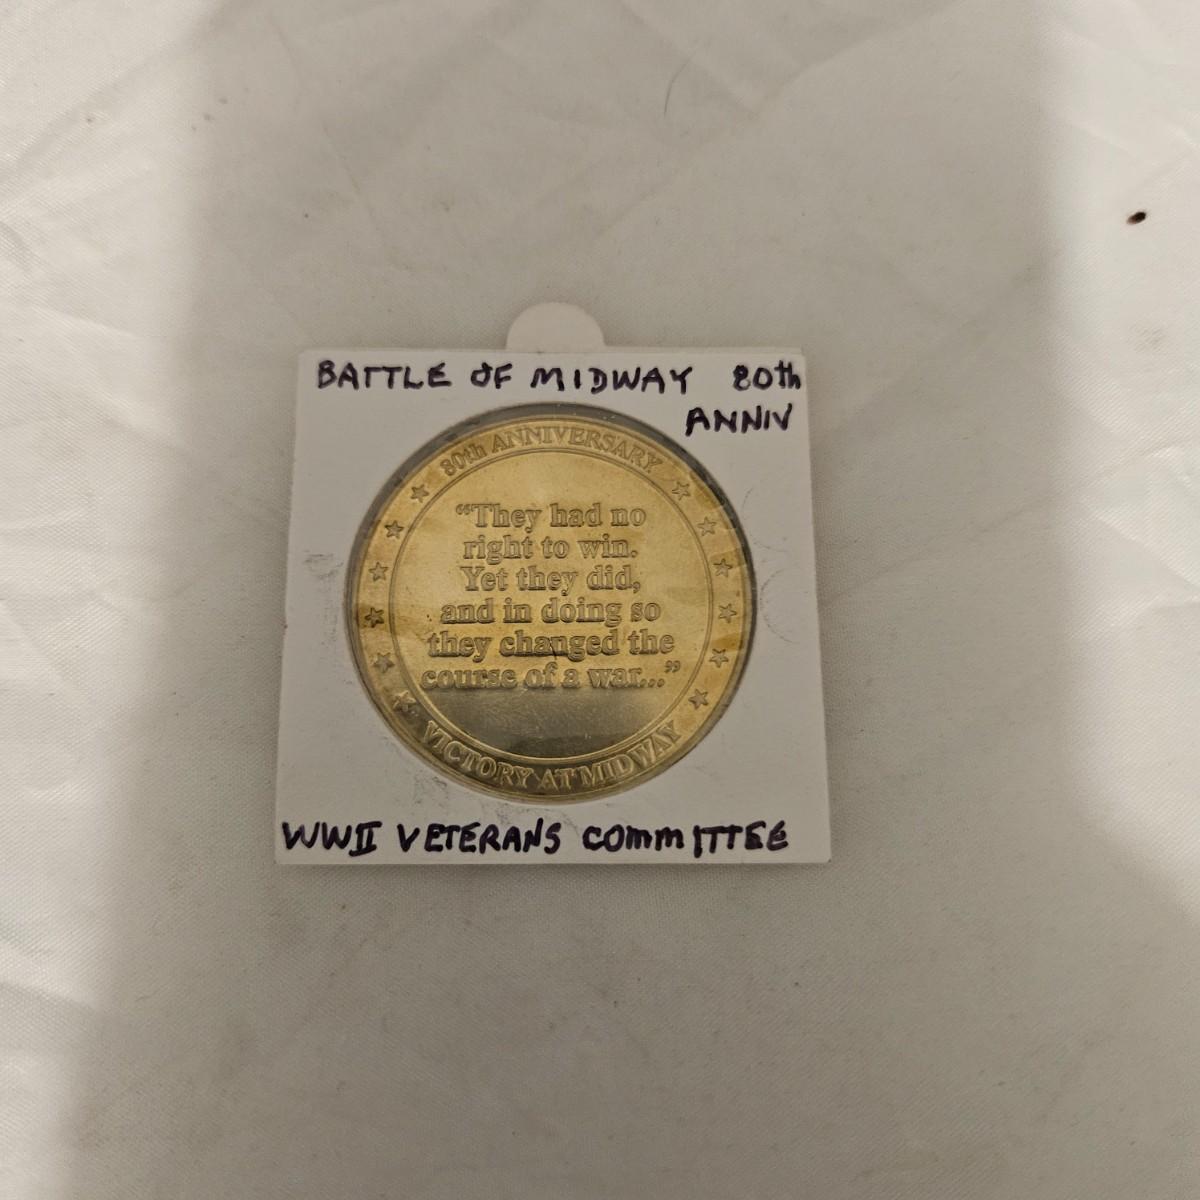 BATTLE OF MIDWAY 80th
ANNIV
80th ANNIVERSARY
“They had no
right to win.
Yet they did,
and in doing so
they changed the
course of a war...”
VICTORY AT MIDWAY
WWII VETERANS COMMITTEE